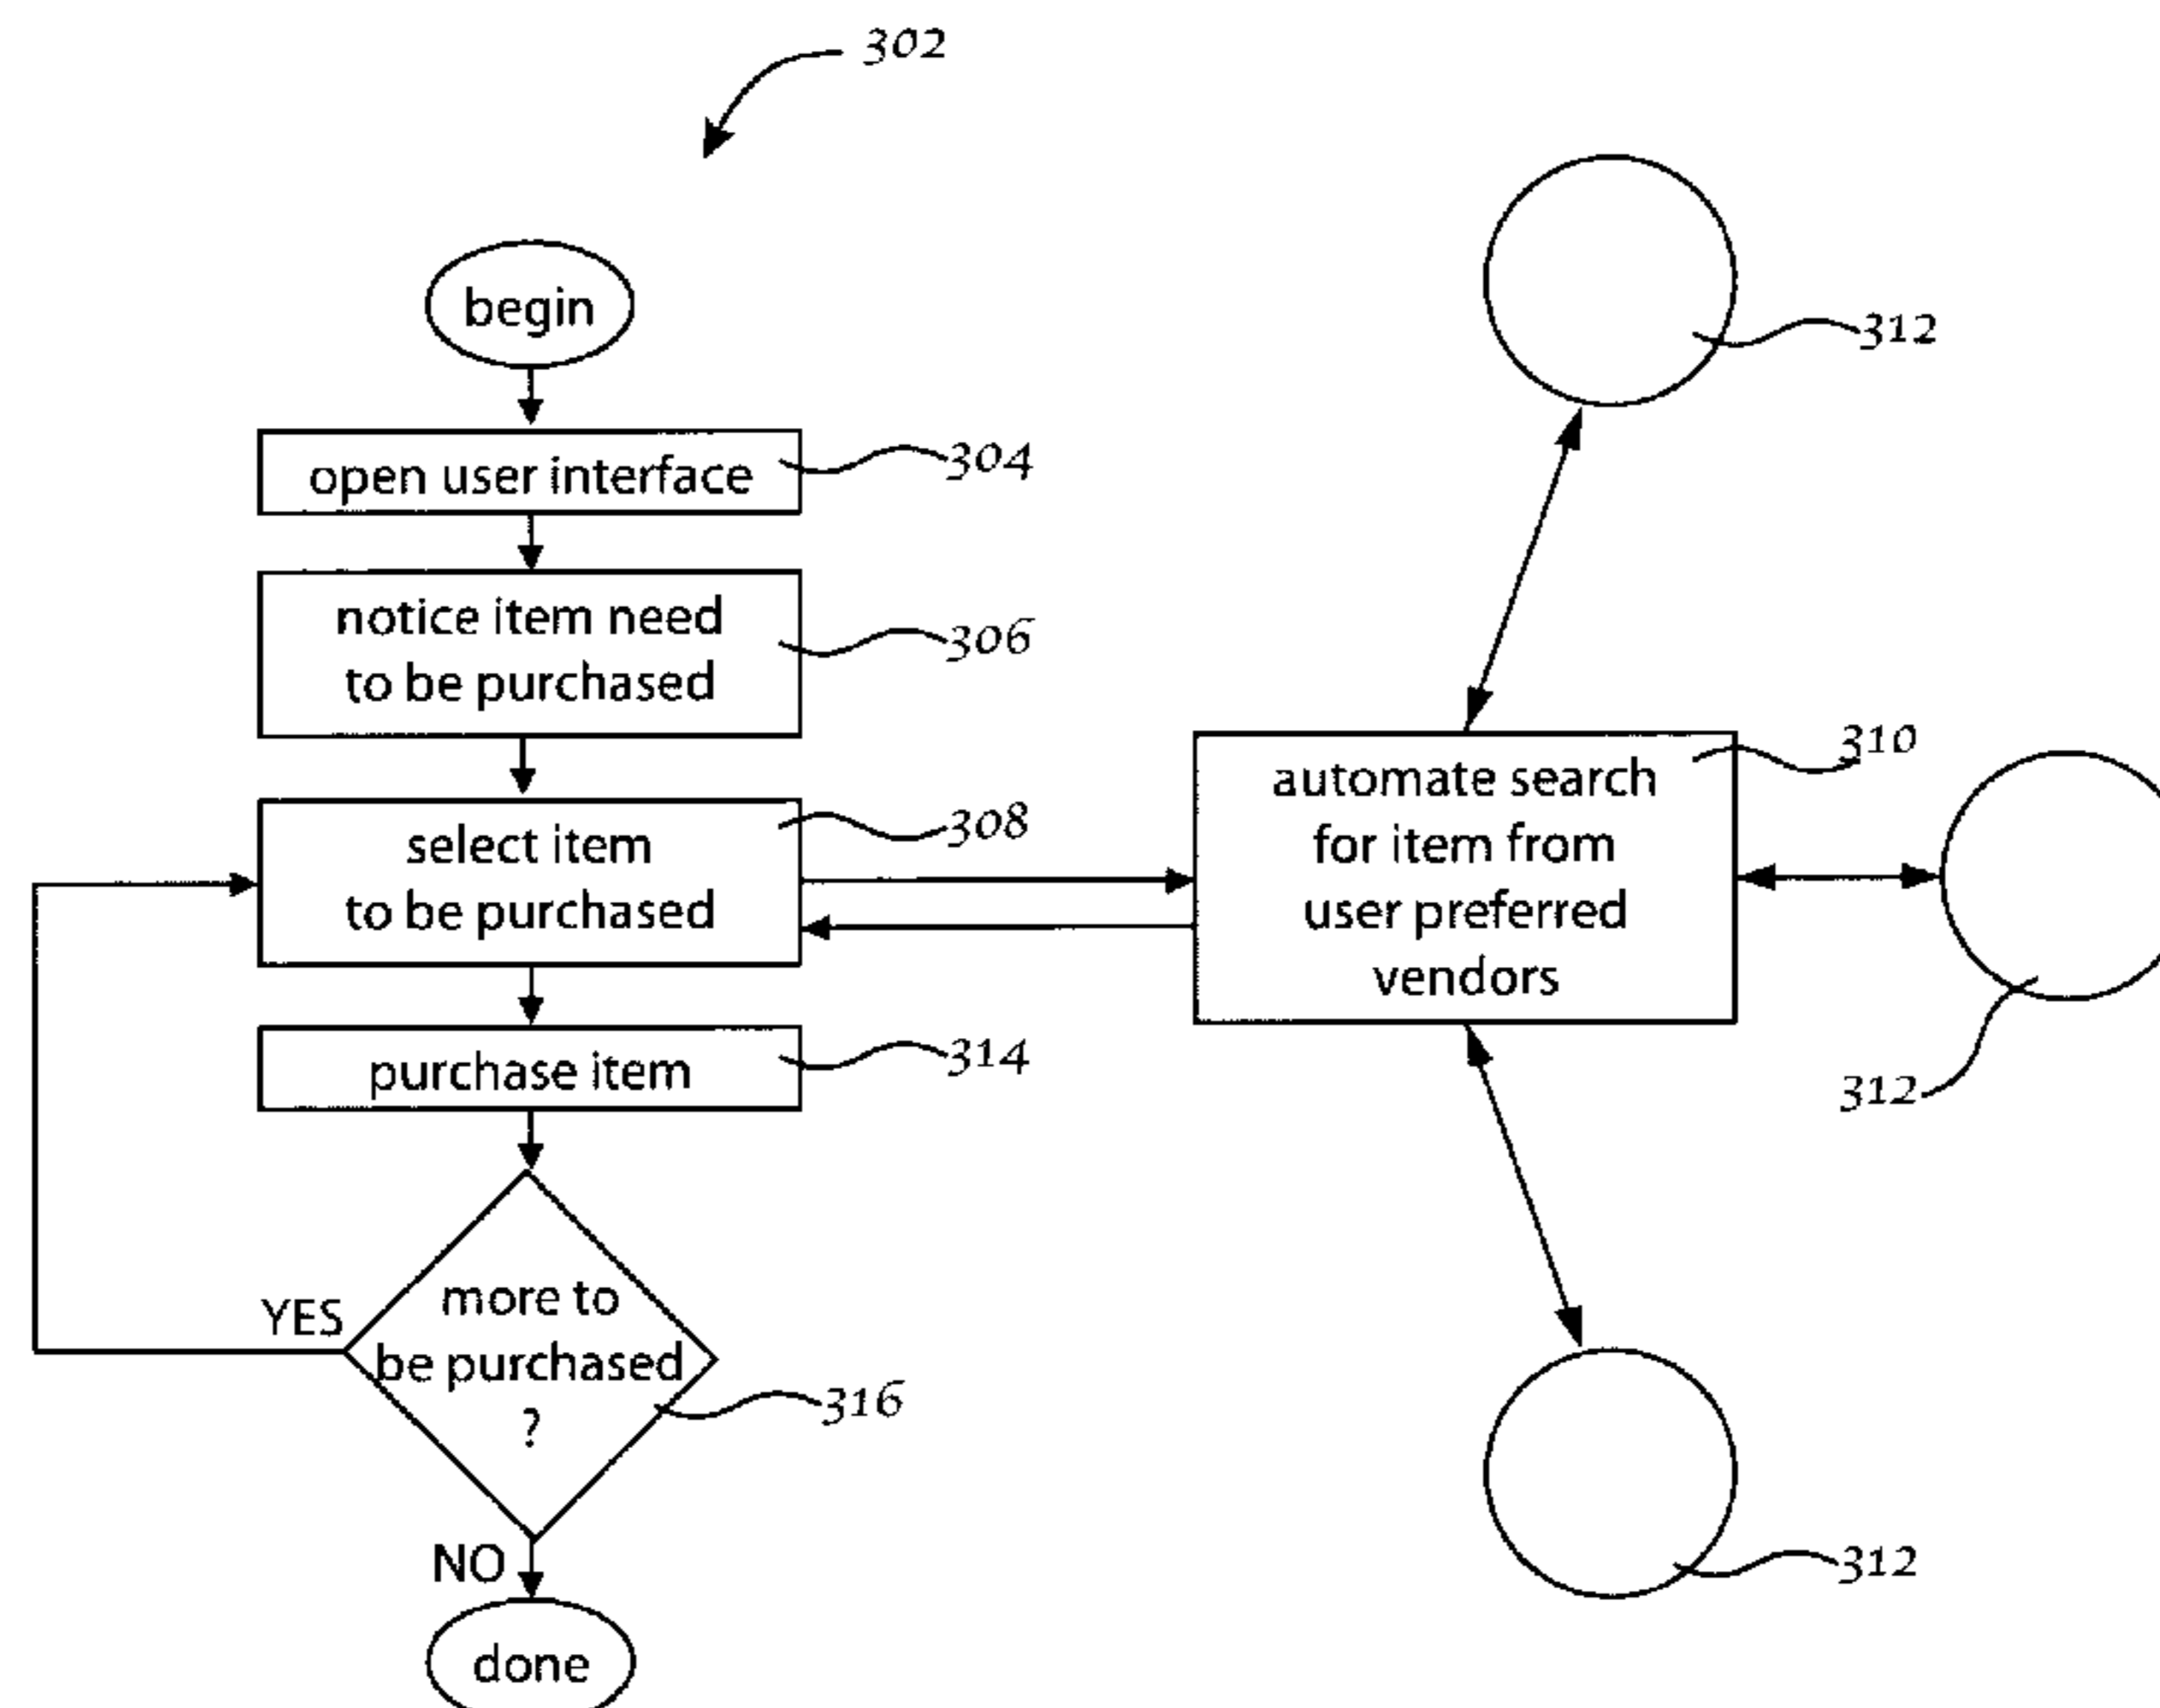 302
begin
open user interface
304
notice item need
to be purchased
306
select item
to be purchased
308
purchase item
314
more to
be purchased
?
316
YES
NO
done
312
automate search
for item from
user preferred
vendors
310
312
312